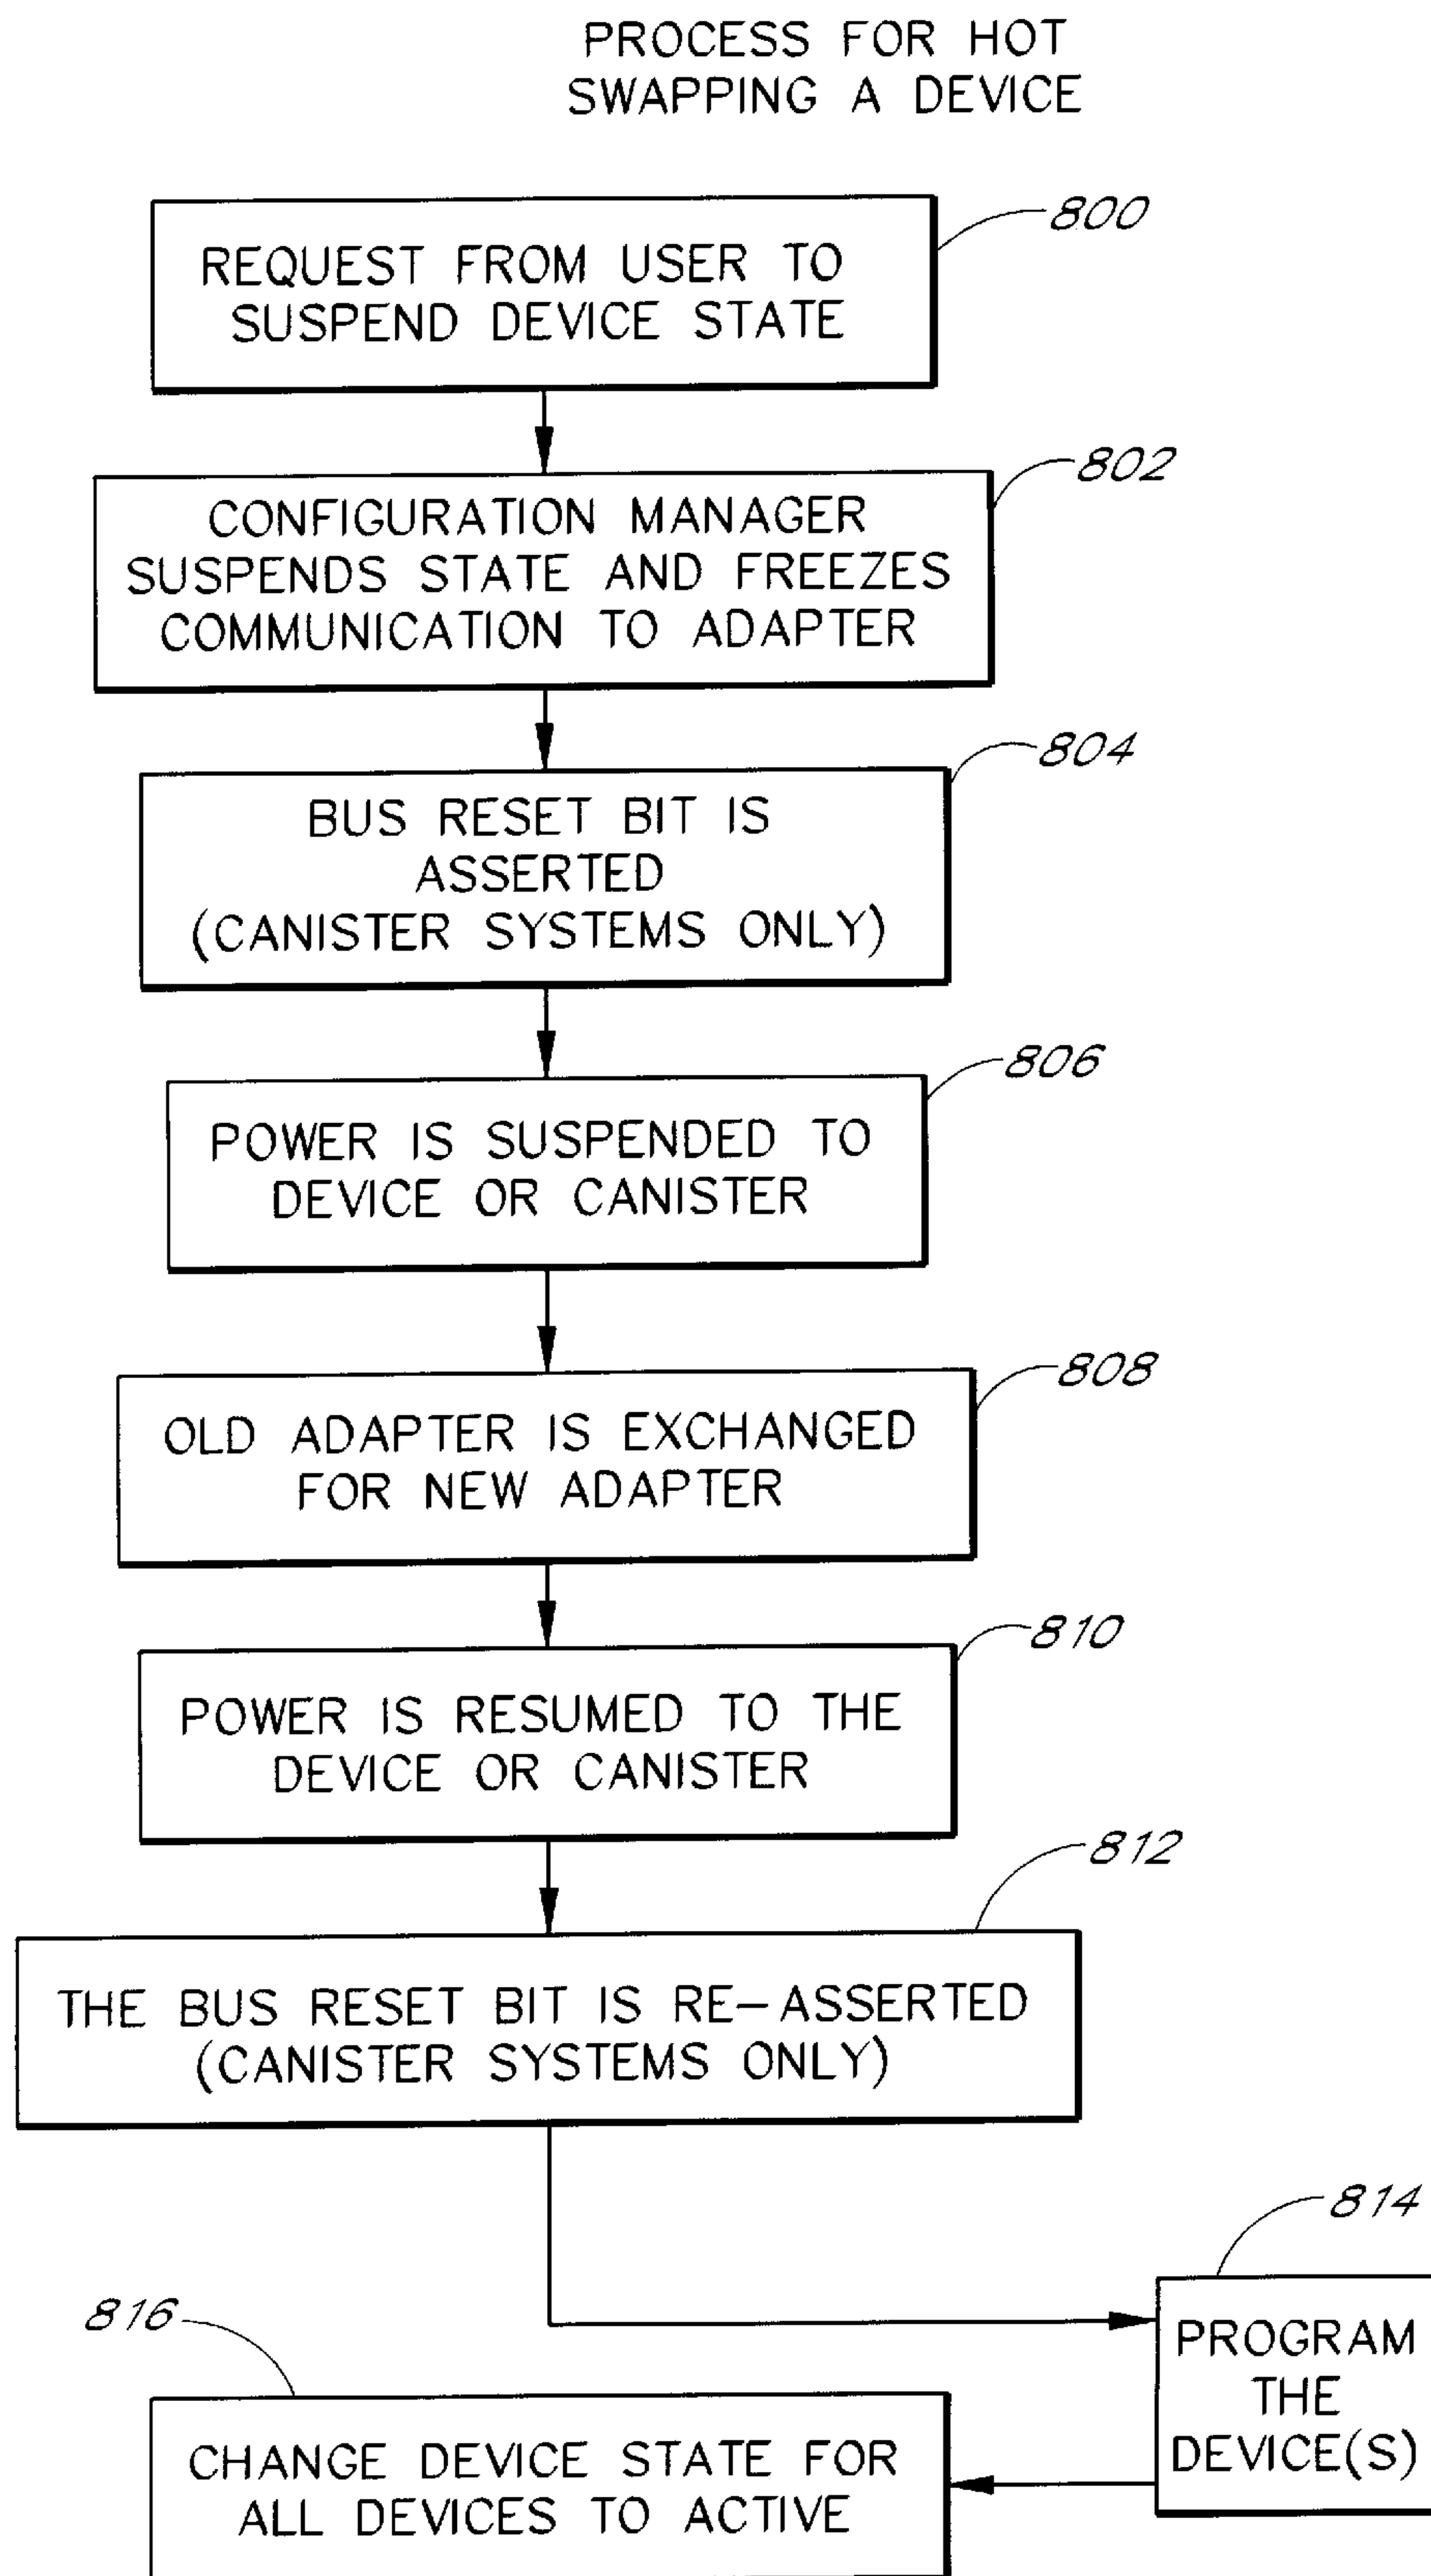 PROCESS FOR HOT
SWAPPING A DEVICE
800
REQUEST FROM USER TO
SUSPEND DEVICE STATE
802
CONFIGURATION MANAGER
SUSPENDS STATE AND FREEZES
COMMUNICATION TO ADAPTER
804
BUS RESET BIT IS
ASSERTED
(CANISTER SYSTEMS ONLY)
806
POWER IS SUSPENDED TO
DEVICE OR CANISTER
808
OLD ADAPTER IS EXCHANGED
FOR NEW ADAPTER
810
POWER IS RESUMED TO THE
DEVICE OR CANISTER
812
THE BUS RESET BIT IS RE-ASSERTED
(CANISTER SYSTEMS ONLY)
814
PROGRAM
THE
DEVICE(S)
816
CHANGE DEVICE STATE FOR
ALL DEVICES TO ACTIVE